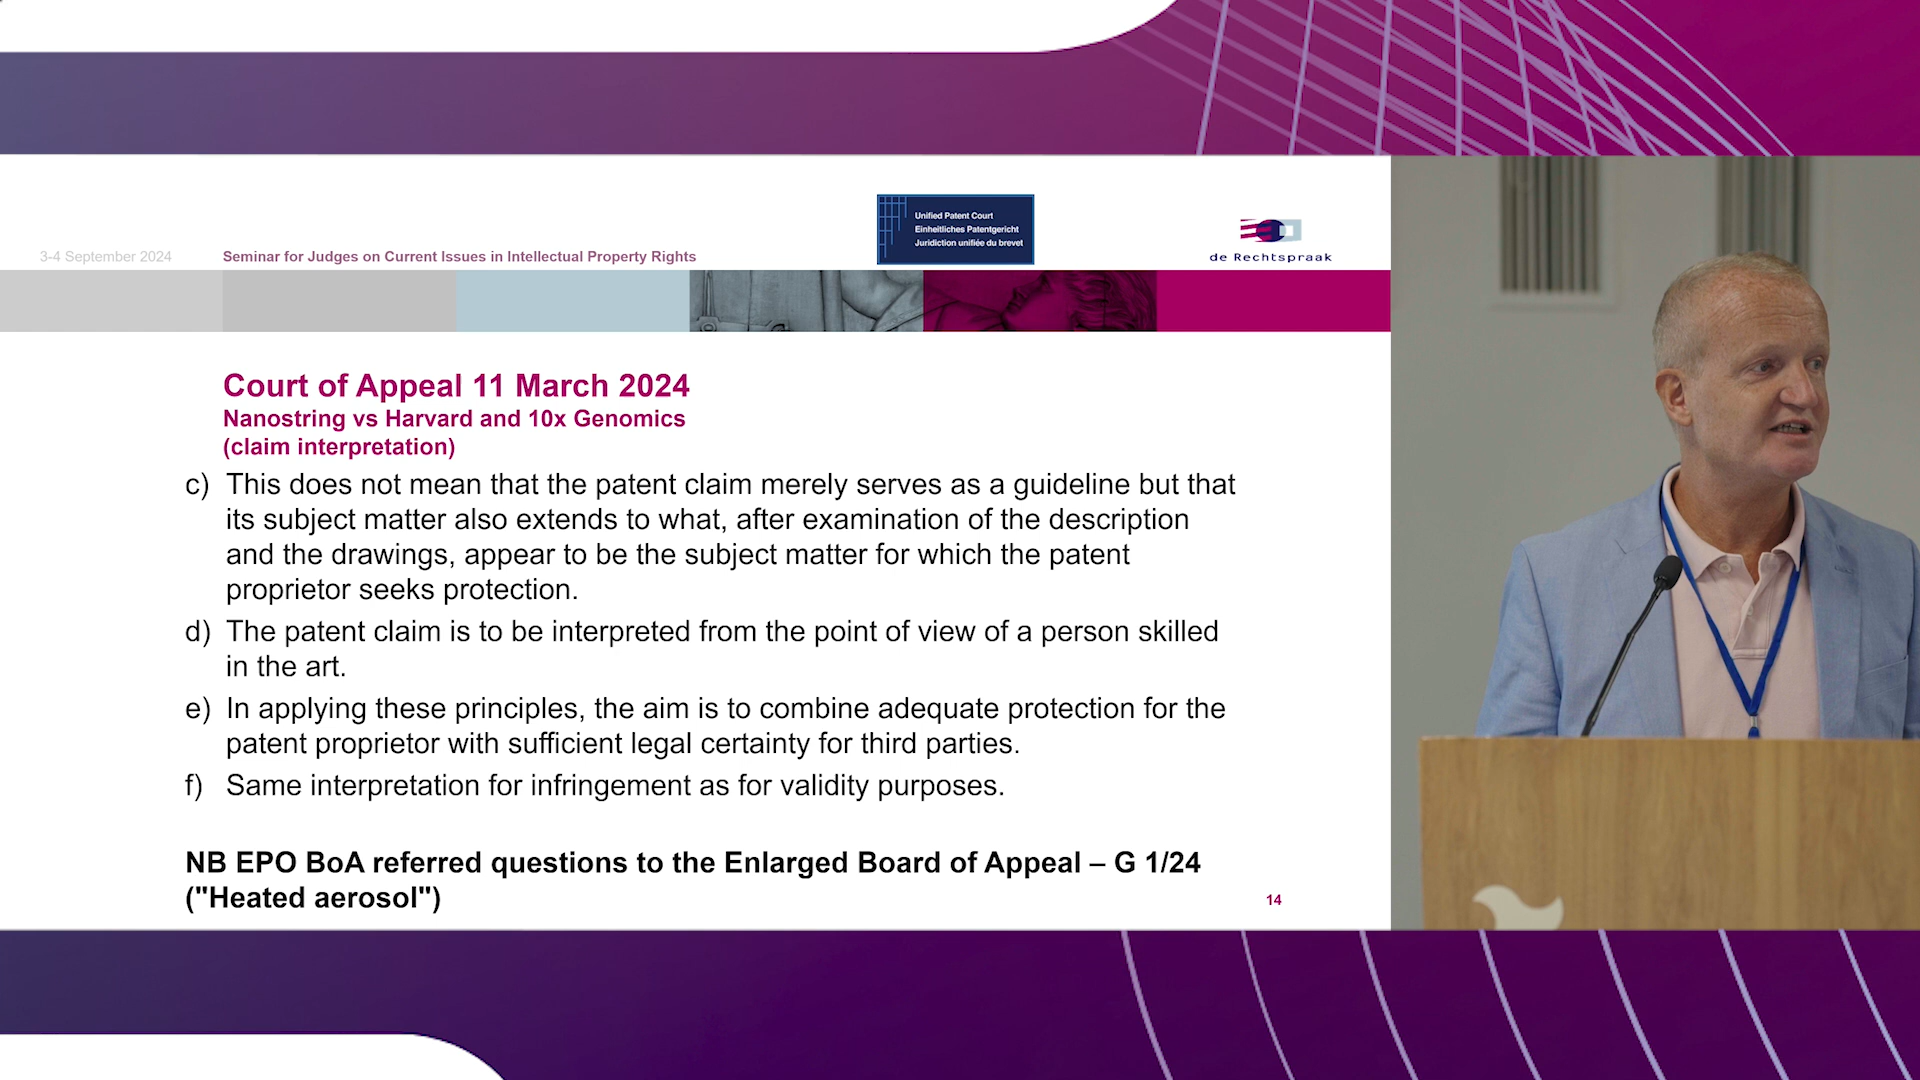 Unified Patent Court
Einheitliches Patentgericht
Juridiction unifiée du brevet
de Rechtspraak
3-4 September 2024
Seminar for Judges on Current Issues in Intellectual Property Rights
Court of Appeal 11 March 2024
Nanostring vs Harvard and 10x Genomics
(claim interpretation)
c) This does not mean that the patent claim merely serves as a guideline but that
its subject matter also extends to what, after examination of the description
and the drawings, appear to be the subject matter for which the patent
proprietor seeks protection.
d) The patent claim is to be interpreted from the point of view of a person skilled
in the art.
e) In applying these principles, the aim is to combine adequate protection for the
patent proprietor with sufficient legal certainty for third parties.
f) Same interpretation for infringement as for validity purposes.
NB EPO BoA referred questions to the Enlarged Board of Appeal – G 1/24
("Heated aerosol")
14